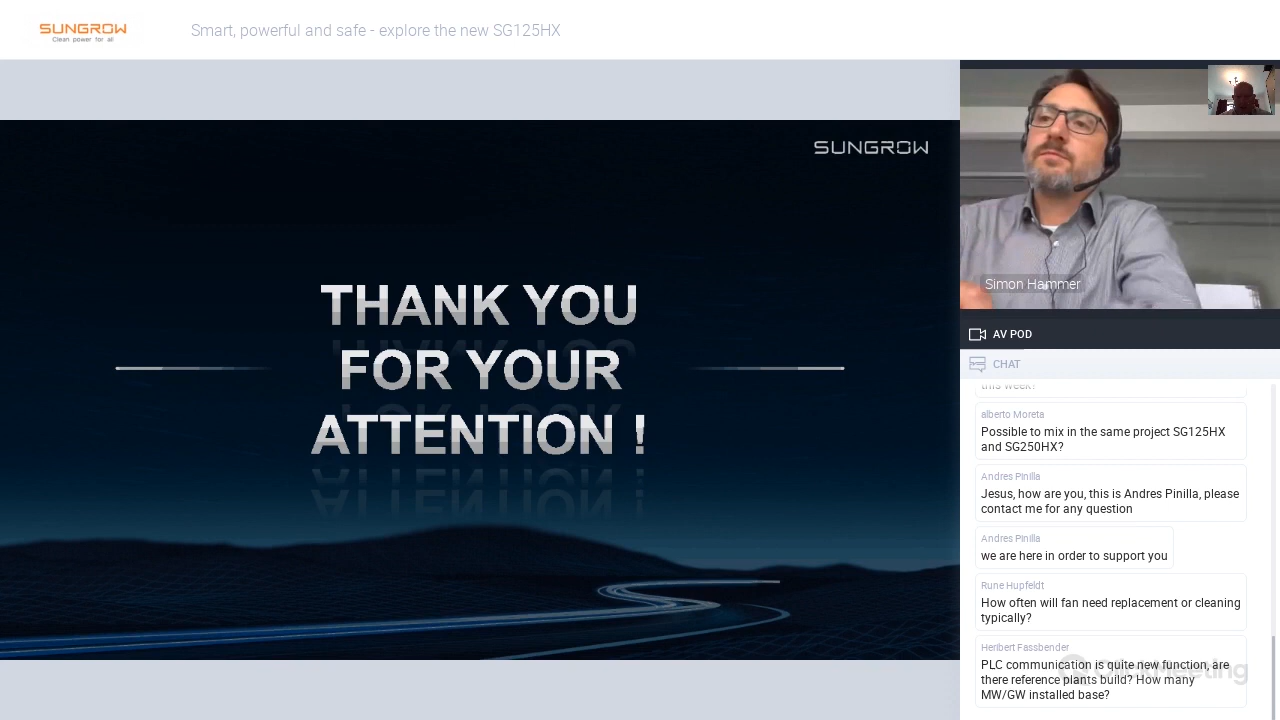 SUNGROW
Clean power for all
Smart, powerful and safe - explore the new SG125HX
SUNGROW
THANK YOU
FOR YOUR
ATTENTION !
Simon Hammer
AV POD
CHAT
this week?
alberto Moreta
Possible to mix in the same project SG125HX
and SG250HX?
Andres Pinilla
Jesus, how are you, this is Andres Pinilla, please
contact me for any question
Andres Pinilla
we are here in order to support you
Rune Hupfeldt
How often will fan need replacement or cleaning
typically?
Heribert Fassbender
PLC communication is quite new function, are
there reference plants build? How many
MW/GW installed base?
ClickMeeting